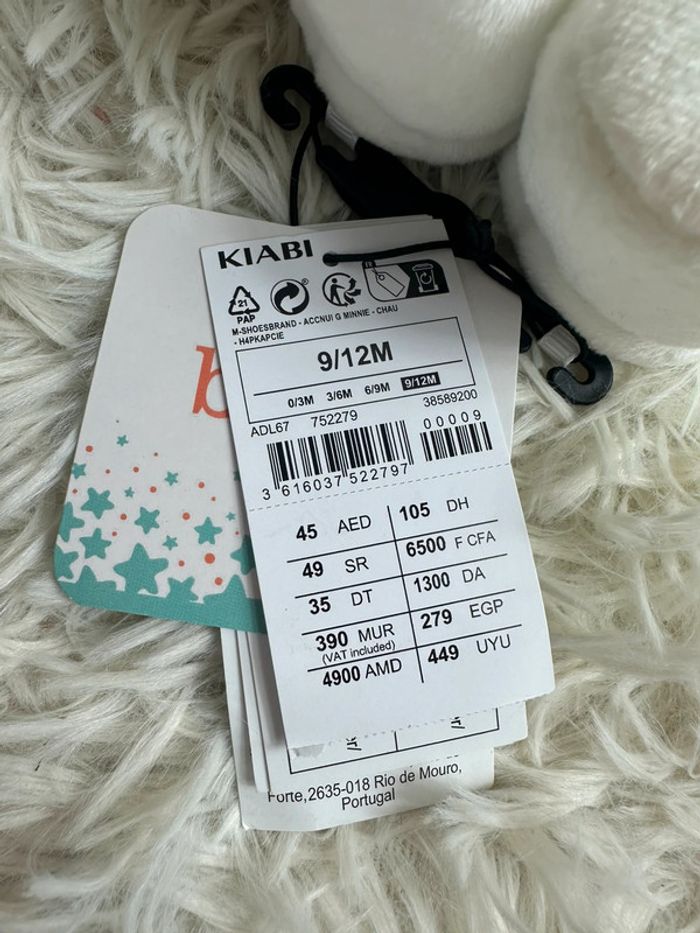 KIABI
21
PAP
FR
M-SHOESBRAND - ACCNUI G MINNIE - CHAU
- H4PKAPCIE
9/12M
0/3M 3/6M 6/9M 9/12M
ADL67 752279 38589200
00009
3 616037 522797
45 AED 105 DH
49 SR 6500 F CFA
35 DT 1300 DA
390 MUR 279 EGP
(VAT included)
4900 AMD 449 UYU
b
Forte,2635-018 Rio de Mouro,
Portugal